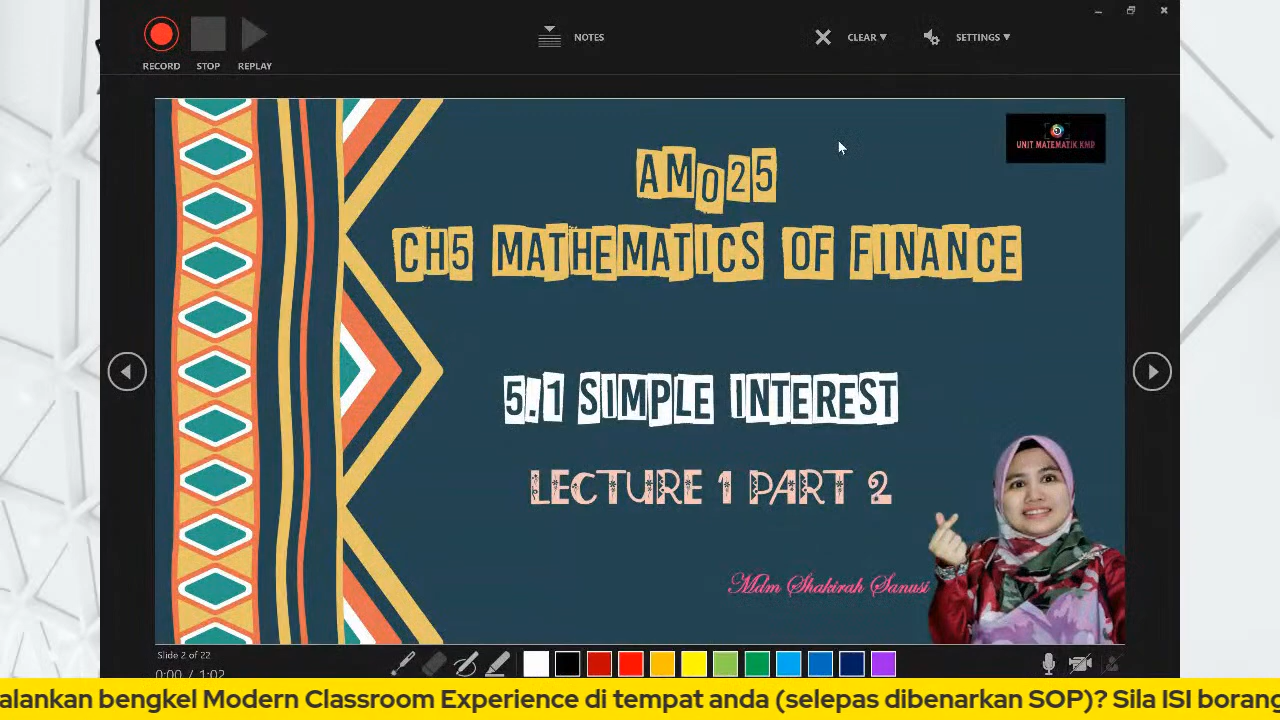 RECORD
STOP
REPLAY
NOTES
CLEAR
SETTINGS
UNIT MATEMATIK KMP
AM025
CH5 MATHEMATICS OF FINANCE
5.1 SIMPLE INTEREST
LECTURE 1 PART 2
Mdm Shakirah Sanusi
Slide 2 of 22
0:00 / 1:02
alankan bengkel Modern Classroom Experience di tempat anda (selepas dibenarkan SOP)? Sila ISI borang